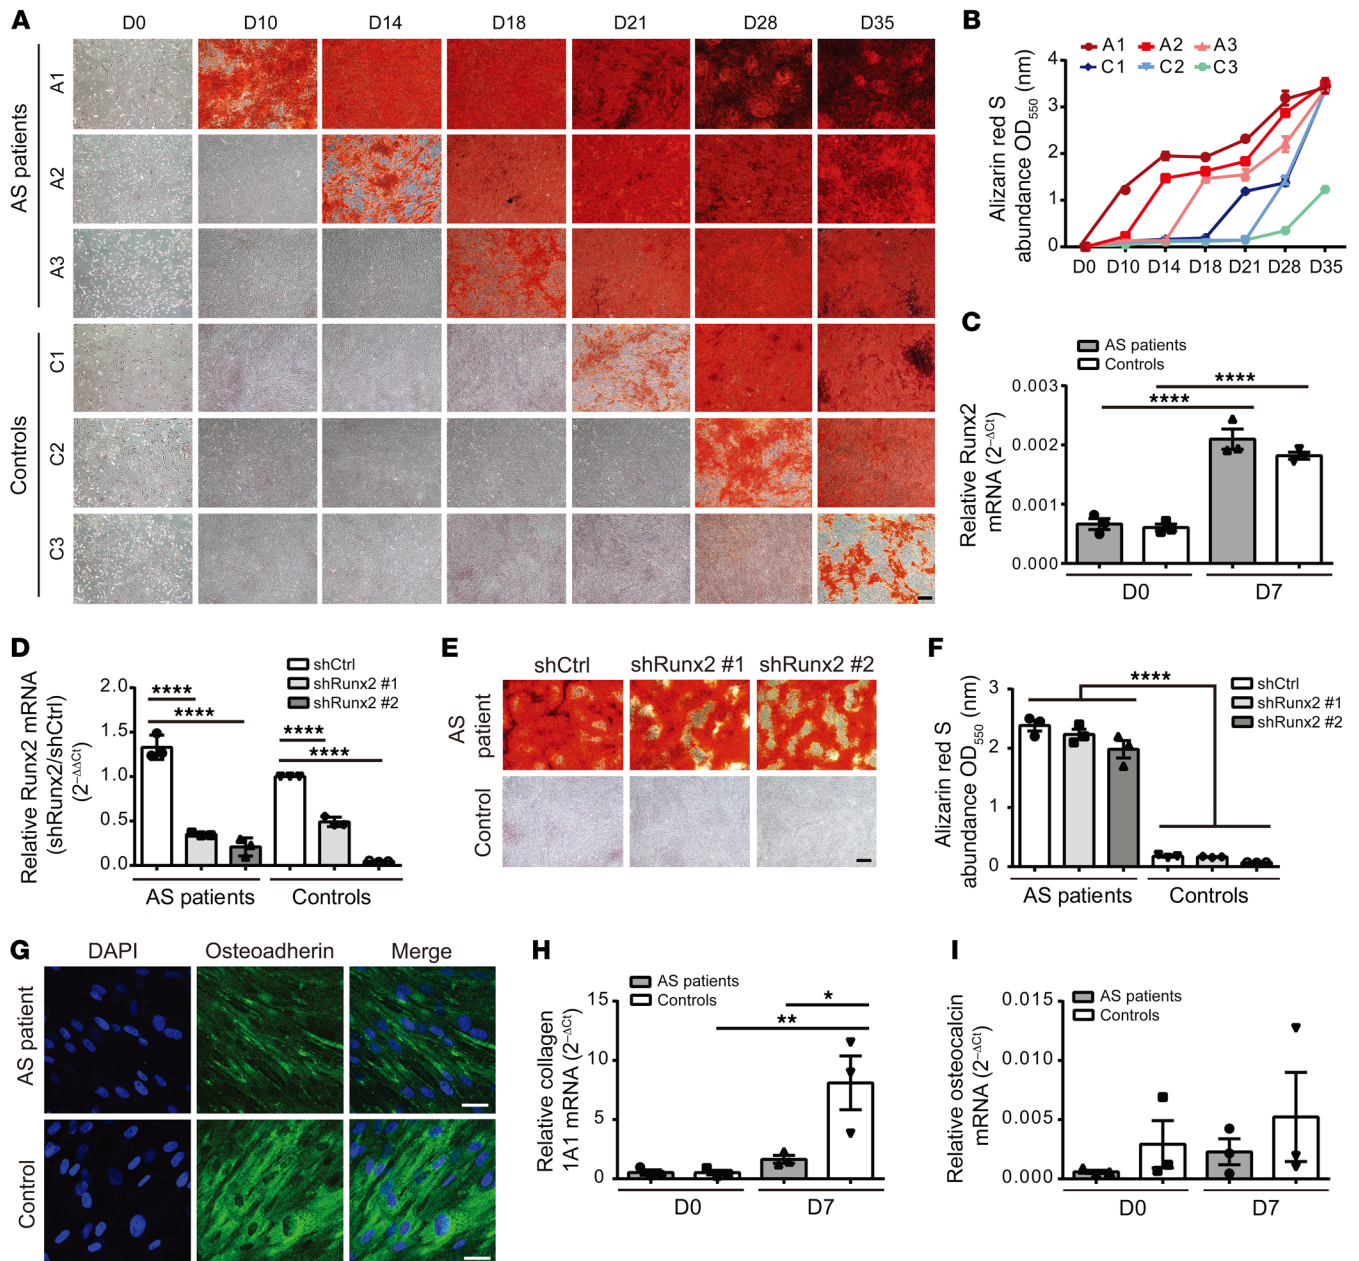 A
D0 D10 D14 D18 D21 D28 D35
AS patients
A1
A2
A3
Controls
C1
C2
C3
B
A1 A2 A3
C1 C2 C3
Alizarin red S
abundance OD550 (nm)
4
3
2
1
0
D0 D10 D14 D18 D21 D28 D35
C
AS patients
Controls
Relative Runx2
mRNA (2−ΔCt)
0.003
0.002
0.001
0.000
****
****
D0 D7
D
shCtrl
shRunx2 #1
shRunx2 #2
Relative Runx2 mRNA
(shRunx2/shCtrl)
(2−ΔΔCt)
2.0
1.5
1.0
0.5
0.0
****
****
****
****
AS patients Controls
E
shCtrl shRunx2 #1 shRunx2 #2
AS
patient
Control
F
shCtrl
shRunx2 #1
shRunx2 #2
Alizarin red S
abundance OD550 (nm)
3
2
1
0
****
AS patients Controls
G
DAPI Osteoadherin Merge
AS patient
Control
H
AS patients
Controls
Relative collagen
1A1 mRNA (2−ΔCt)
15
10
5
0
*
**
D0 D7
I
AS patients
Controls
Relative osteocalcin
mRNA (2−ΔCt)
0.015
0.010
0.005
0.000
D0 D7